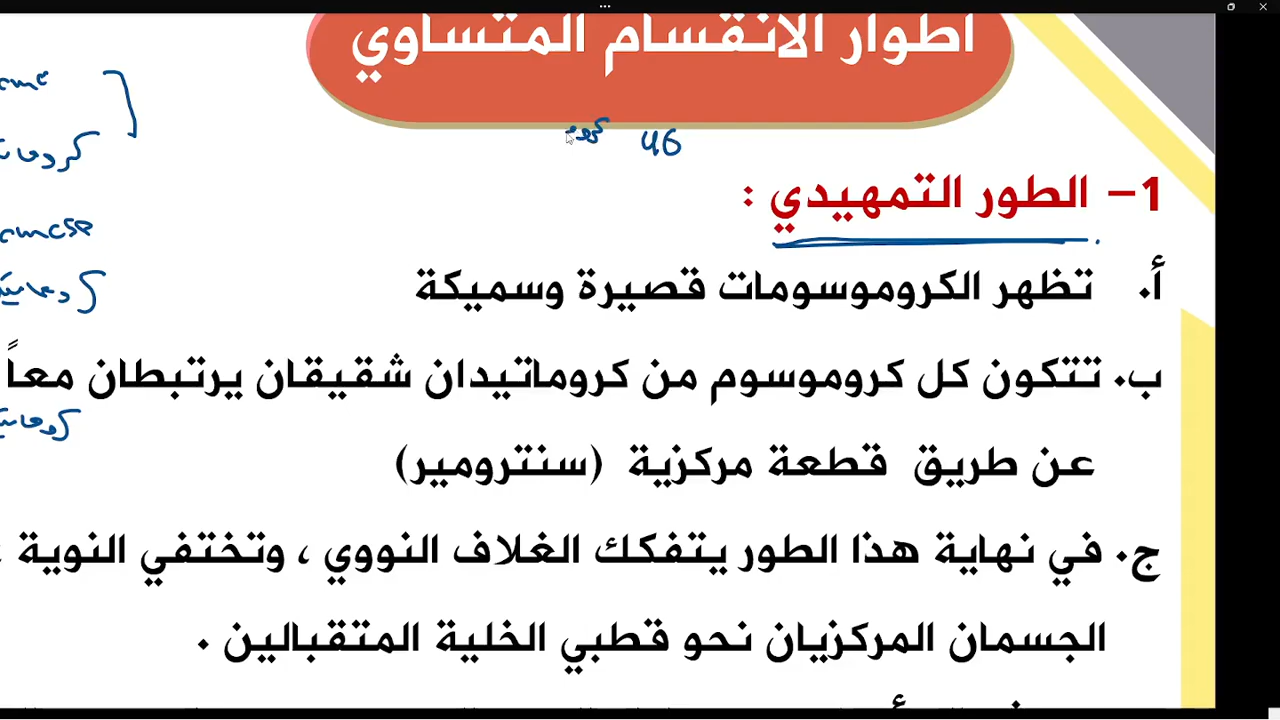 أطوار الانقسام المتساوي
46 كرو
1- الطور التمهيدي :
أ. تظهر الكروموسومات قصيرة وسميكة
ب. تتكون كل كروموسوم من كروماتيدان شقيقان يرتبطان معاً
عن طريق قطعة مركزية (سنترومير)
ج. في نهاية هذا الطور يتفكك الغلاف النووي ، وتختفي النوية
الجسمان المركزيان نحو قطبي الخلية المتقبالين .